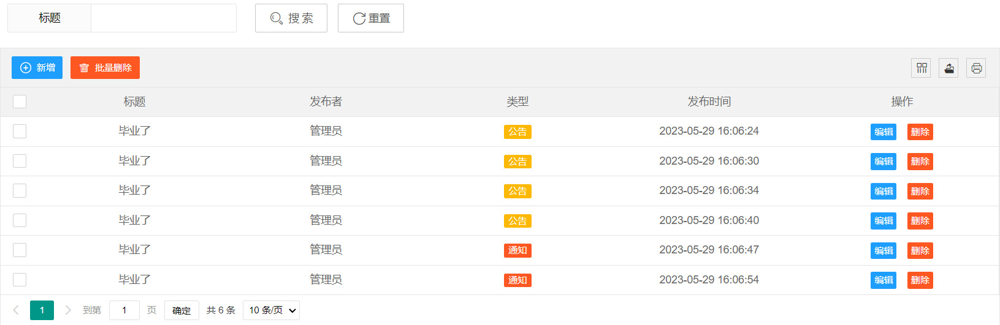 标题 搜 索 重置
新增 批量删除
标题 发布者 类型 发布时间 操作
毕业了 管理员 公告 2023-05-29 16:06:24 编辑 删除
毕业了 管理员 公告 2023-05-29 16:06:30 编辑 删除
毕业了 管理员 公告 2023-05-29 16:06:34 编辑 删除
毕业了 管理员 公告 2023-05-29 16:06:40 编辑 删除
毕业了 管理员 通知 2023-05-29 16:06:47 编辑 删除
毕业了 管理员 通知 2023-05-29 16:06:54 编辑 删除
1 到第 1 页 确定 共 6 条 10 条/页